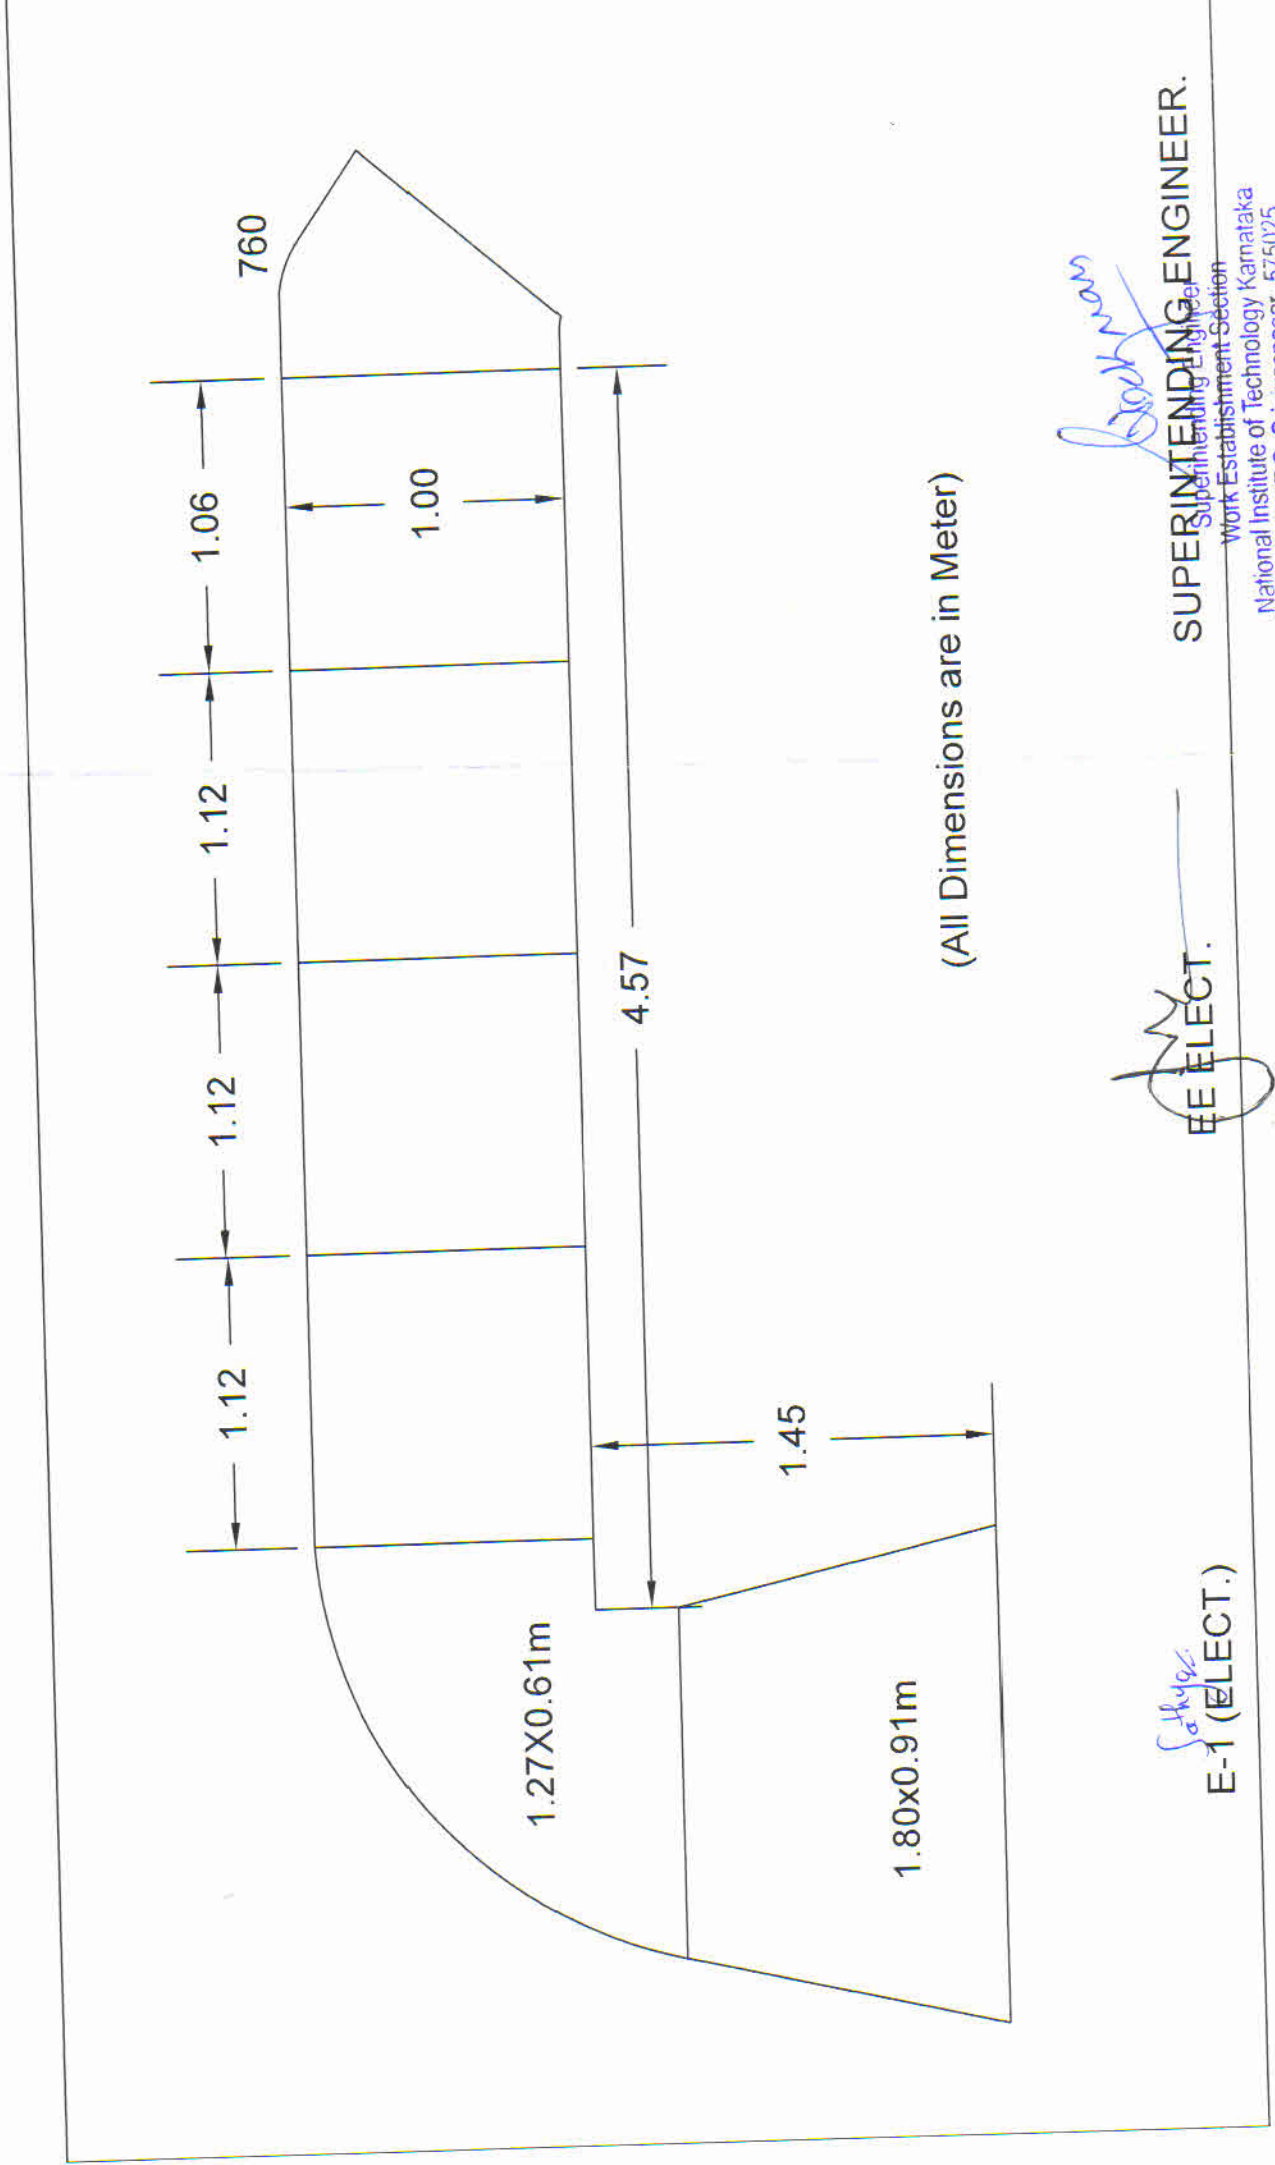 760
1.12
1.12
1.12
1.06
1.00
4.57
1.45
1.27X0.61m
1.80x0.91m
(All Dimensions are in Meter)
Sathya
E-1 (ELECT.)
EE ELECT.
SUPERINTENDING ENGINEER.
Superintending Engineer
Work Establishment Section
National Institute of Technology Karnataka
575025